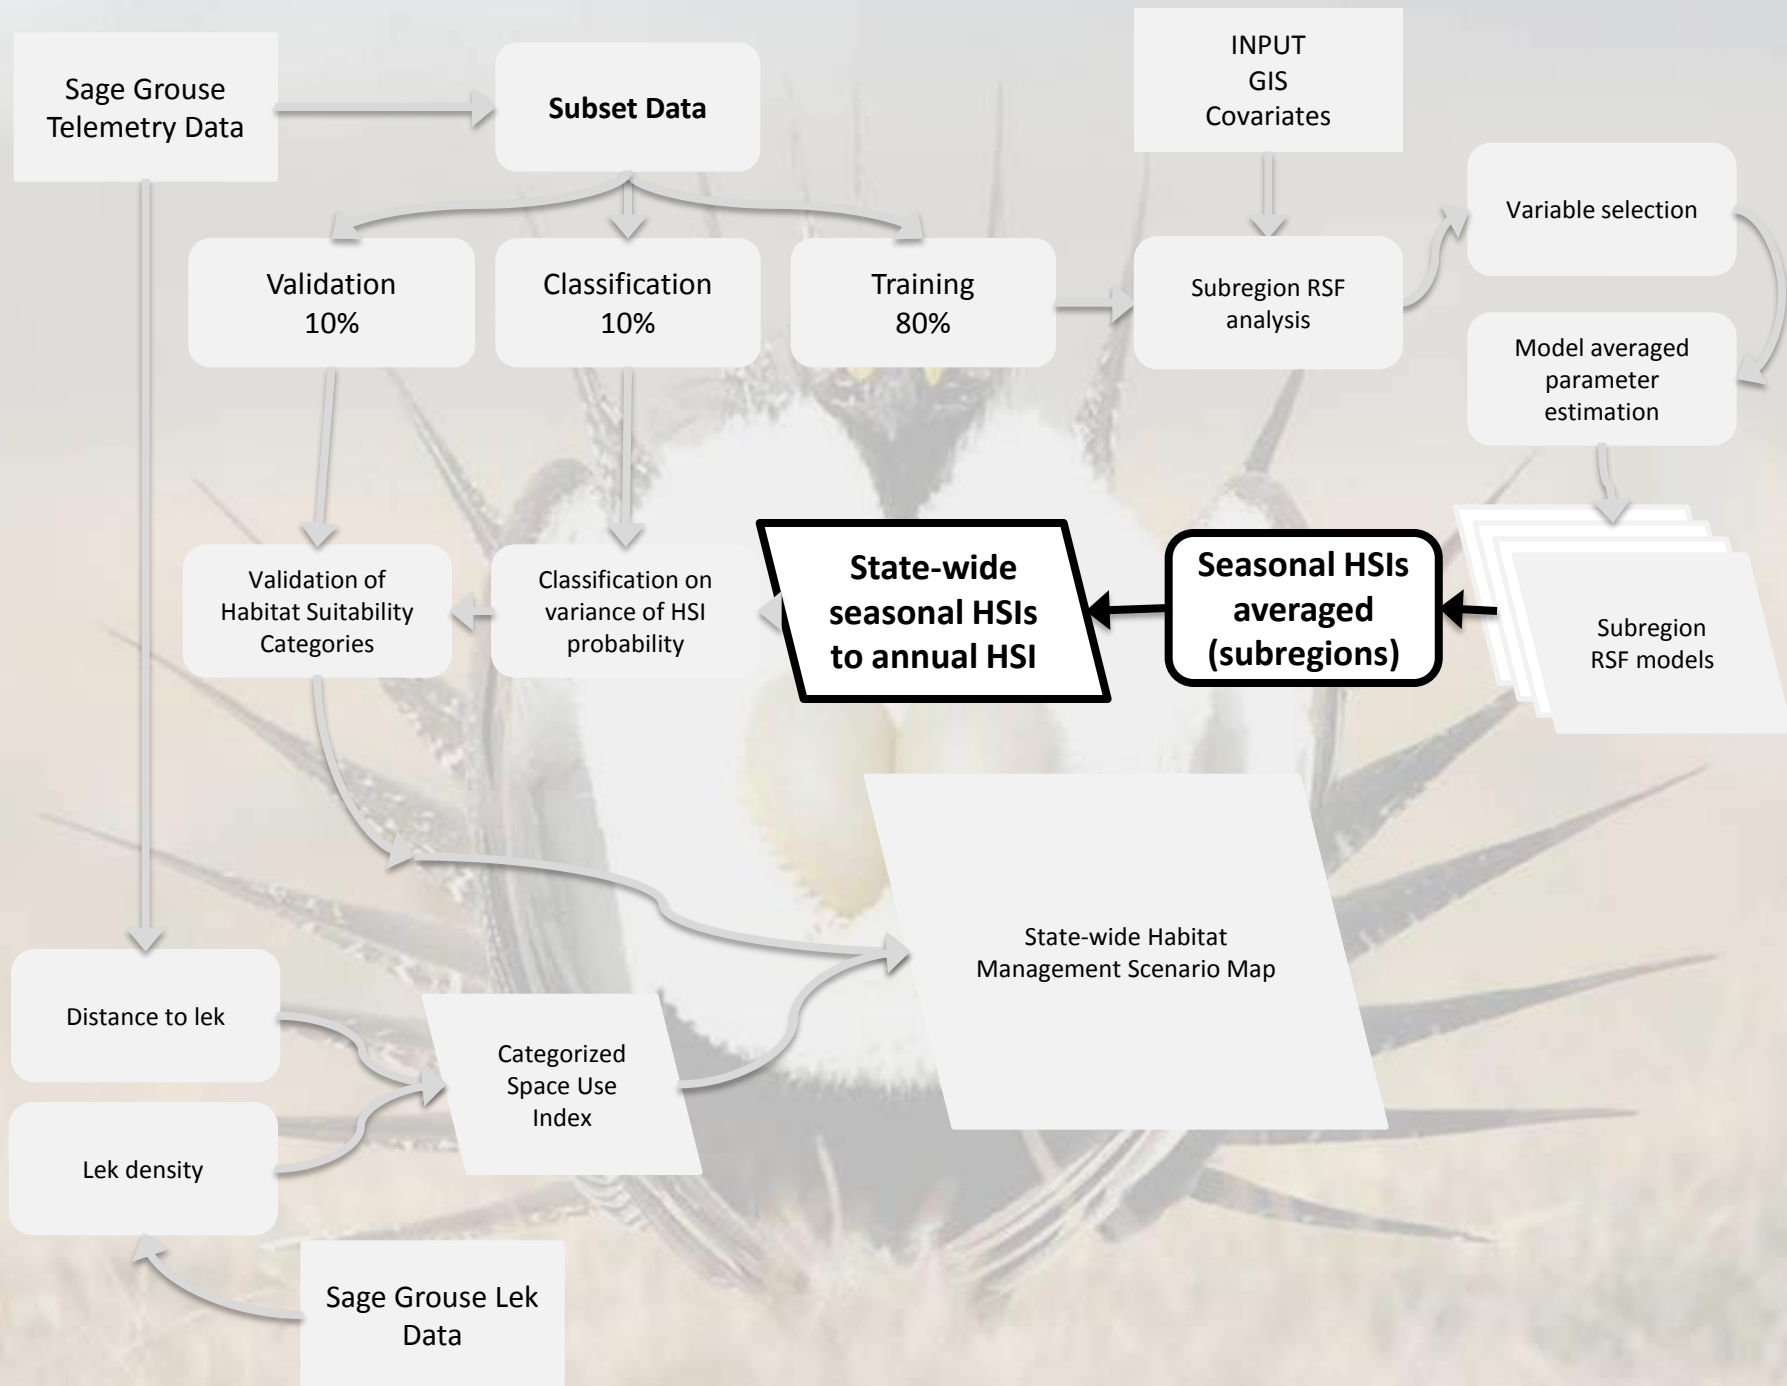 Sage Grouse
Telemetry Data
Subset Data
INPUT
GIS
Covariates
Variable selection
Validation
10%
Classification
10%
Training
80%
Subregion RSF
analysis
Model averaged
parameter
estimation
Validation of
Habitat Suitability
Categories
Classification on
variance of HSI
probability
State-wide
seasonal HSIs
to annual HSI
Seasonal HSIs
averaged
(subregions)
Subregion
RSF models
State-wide Habitat
Management Scenario Map
Distance to lek
Categorized
Space Use
Index
Lek density
Sage Grouse Lek
Data